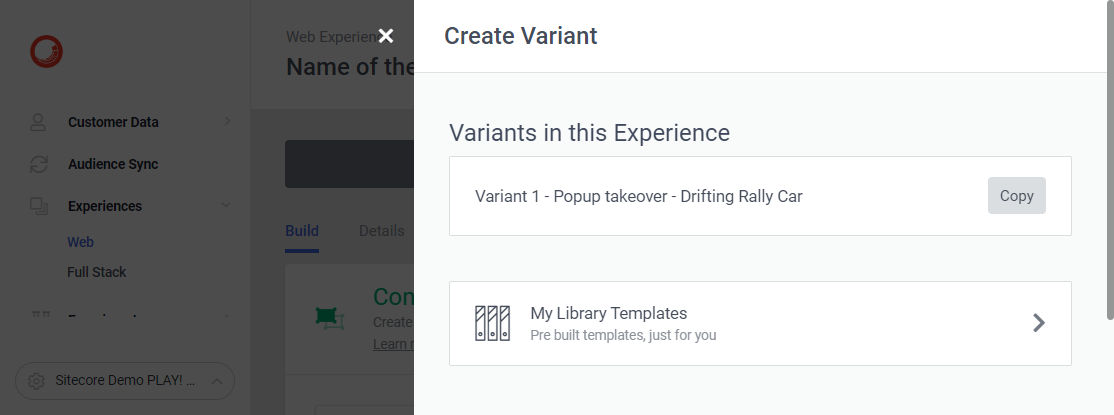 Web Experien
Name of the
Customer Data
Audience Sync
Experiences
Web
Full Stack
Sitecore Demo PLAY! ...
Build Details
Con
Create
Learn
Create Variant
Variants in this Experience
Variant 1 - Popup takeover - Drifting Rally Car
Copy
My Library Templates
Pre built templates, just for you